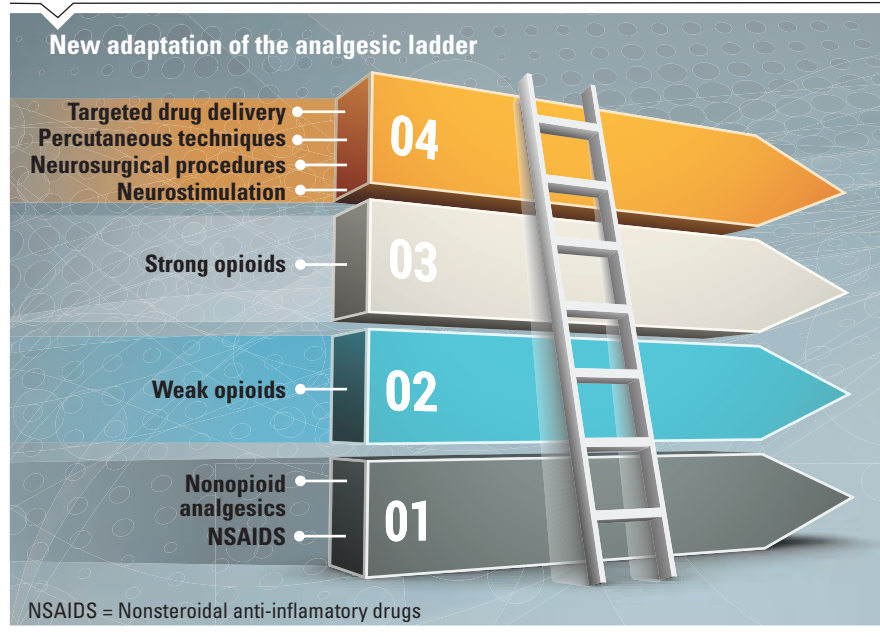 New adaptation of the analgesic ladder
Targeted drug delivery
Percutaneous techniques
Neurosurgical procedures
Neurostimulation
04
Strong opioids
03
Weak opioids
02
Nonopioid
analgesics
NSAIDS
01
NSAIDS = Nonsteroidal anti-inflamatory drugs